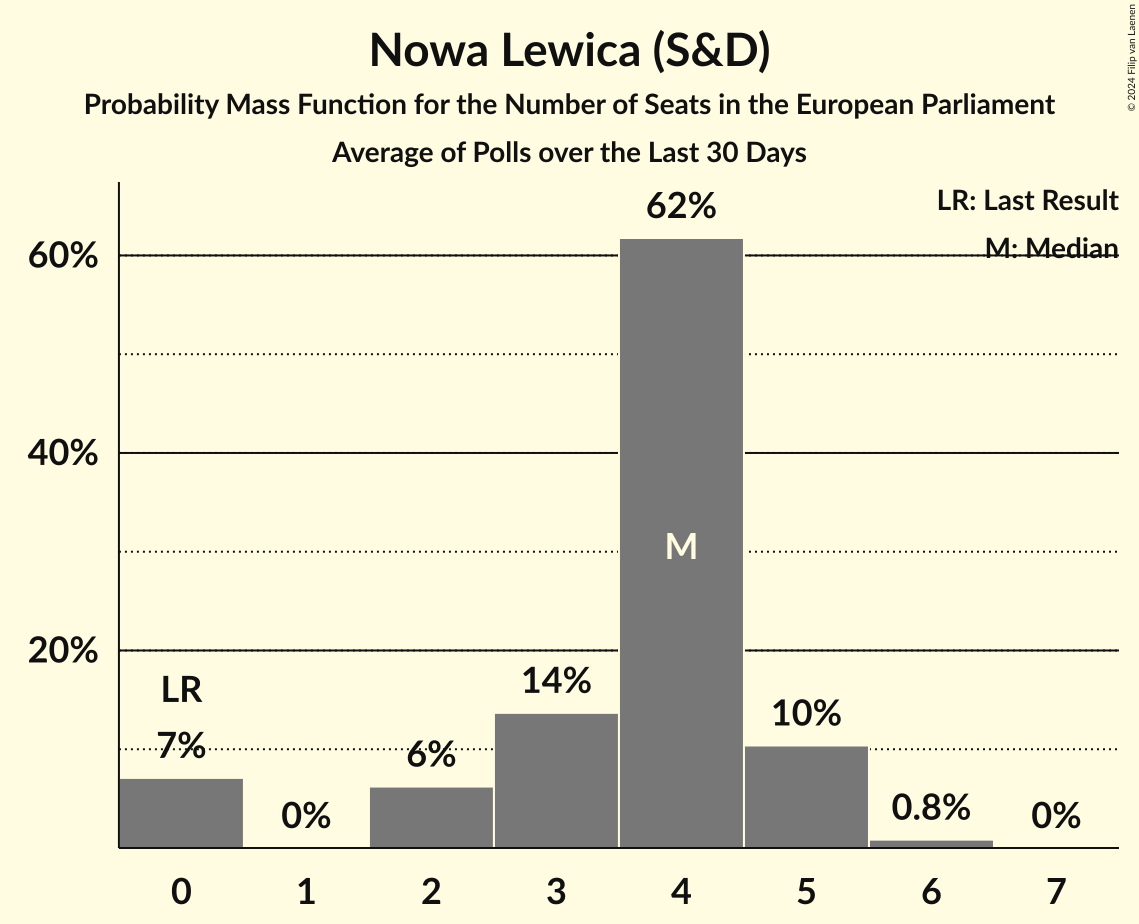 Nowa Lewica (S&D)
Probability Mass Function for the Number of Seats in the European Parliament
Average of Polls over the Last 30 Days
© 2024 Filip van Laenen
LR: Last Result
M: Median
62%
60%
40%
M
20%
14%
LR
10%
7%
6%
0.8%
0%
0%
0 1 2 3 4 5 6 7